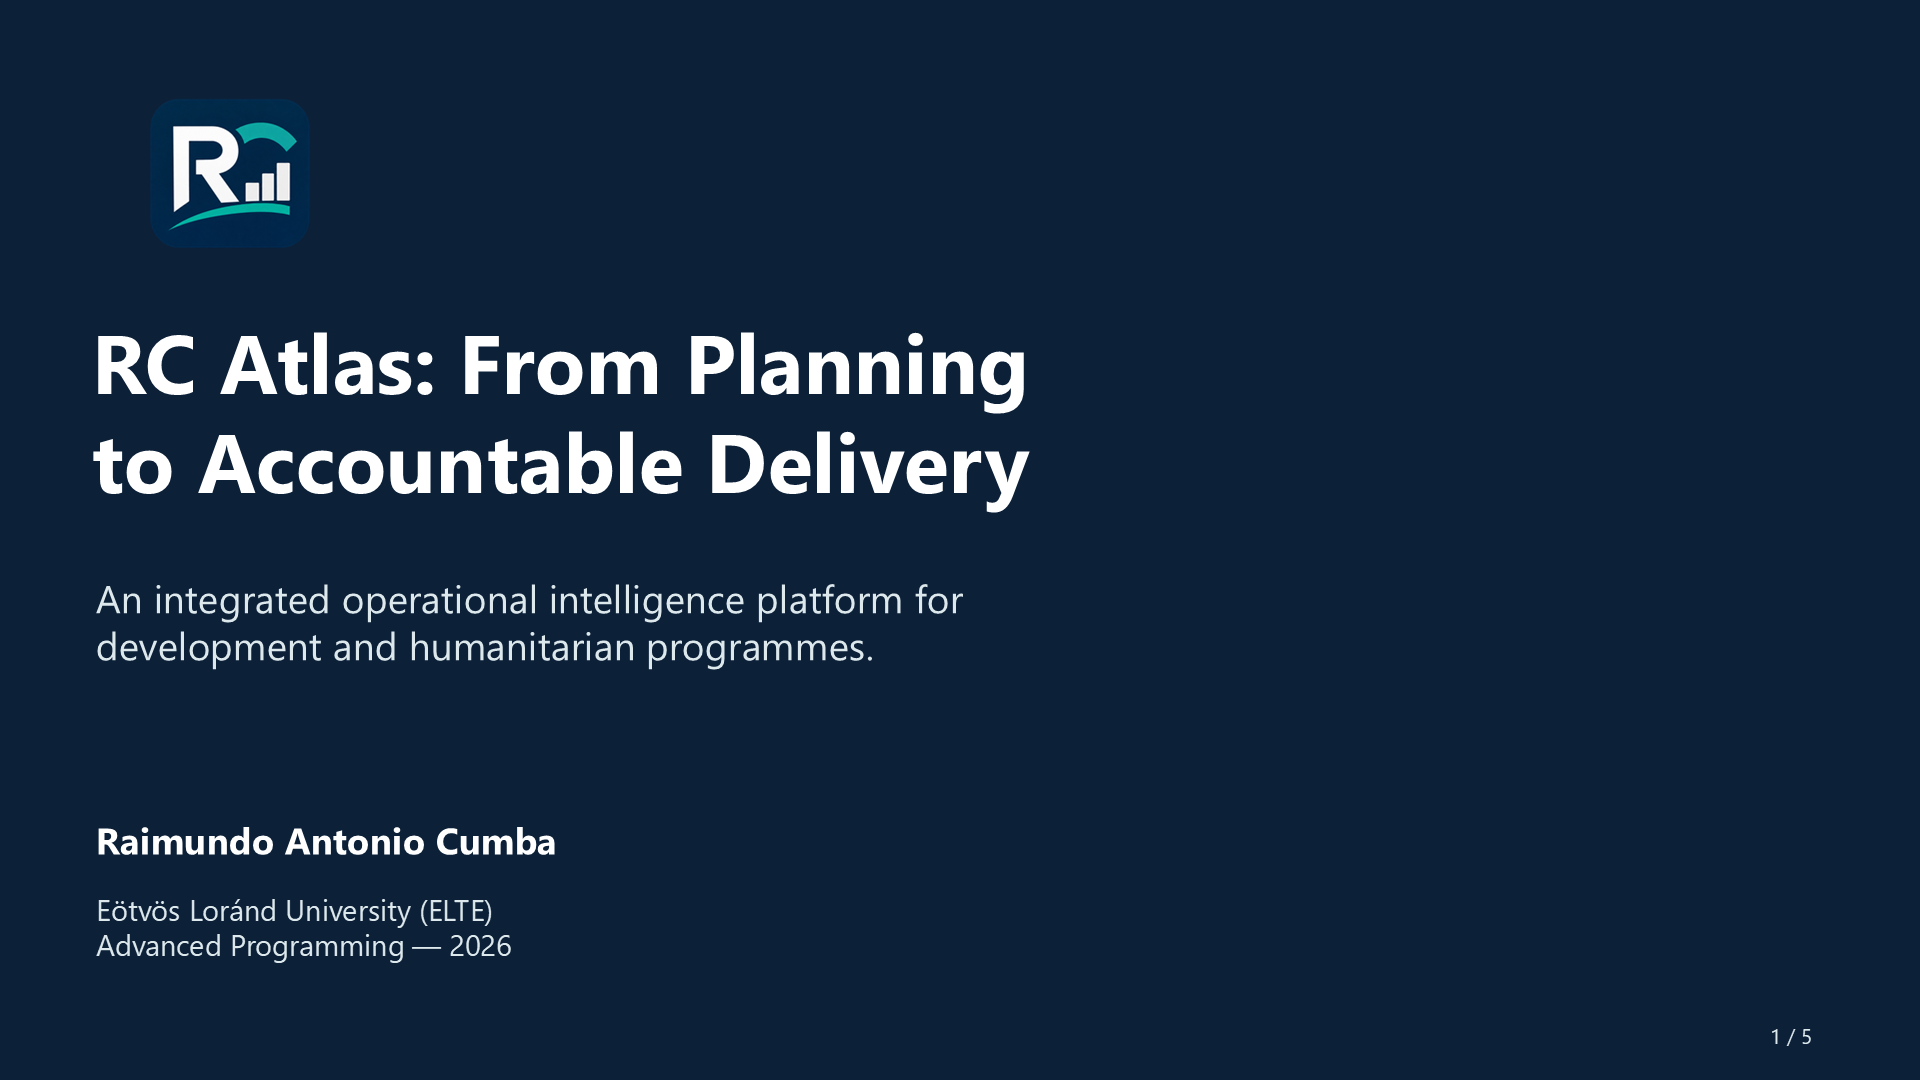 RC
RC Atlas: From Planning
to Accountable Delivery
An integrated operational intelligence platform for
development and humanitarian programmes.
Raimundo Antonio Cumba
Eötvös Loránd University (ELTE)
Advanced Programming — 2026
1 / 5